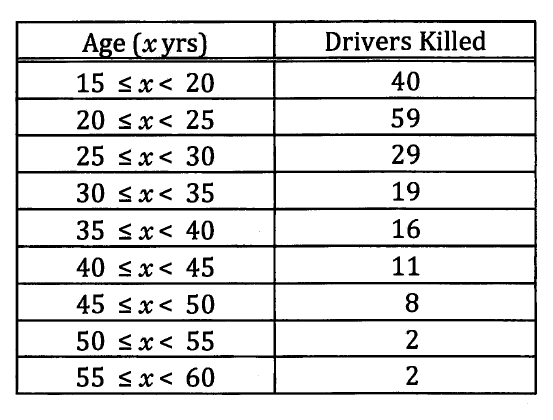 Age (x yrs) Drivers Killed
15 ≤ x < 20 40
20 ≤ x < 25 59
25 ≤ x < 30 29
30 ≤ x < 35 19
35 ≤ x < 40 16
40 ≤ x < 45 11
45 ≤ x < 50 8
50 ≤ x < 55 2
55 ≤ x < 60 2